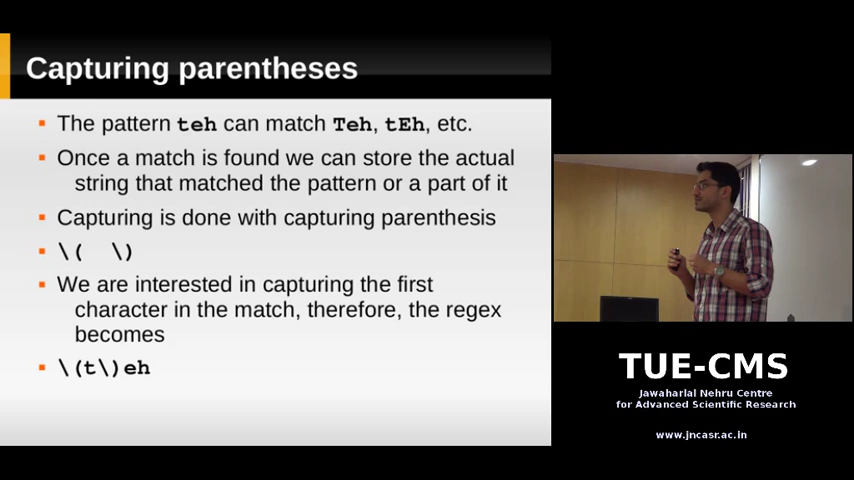 Capturing parentheses
The pattern teh can match Teh, tEh, etc.
Once a match is found we can store the actual
string that matched the pattern or a part of it
Capturing is done with capturing parenthesis
\(  \)
We are interested in capturing the first
character in the match, therefore, the regex
becomes
\(t\)eh
TUE-CMS
Jawaharlal Nehru Centre
for Advanced Scientific Research
www.jncasr.ac.in